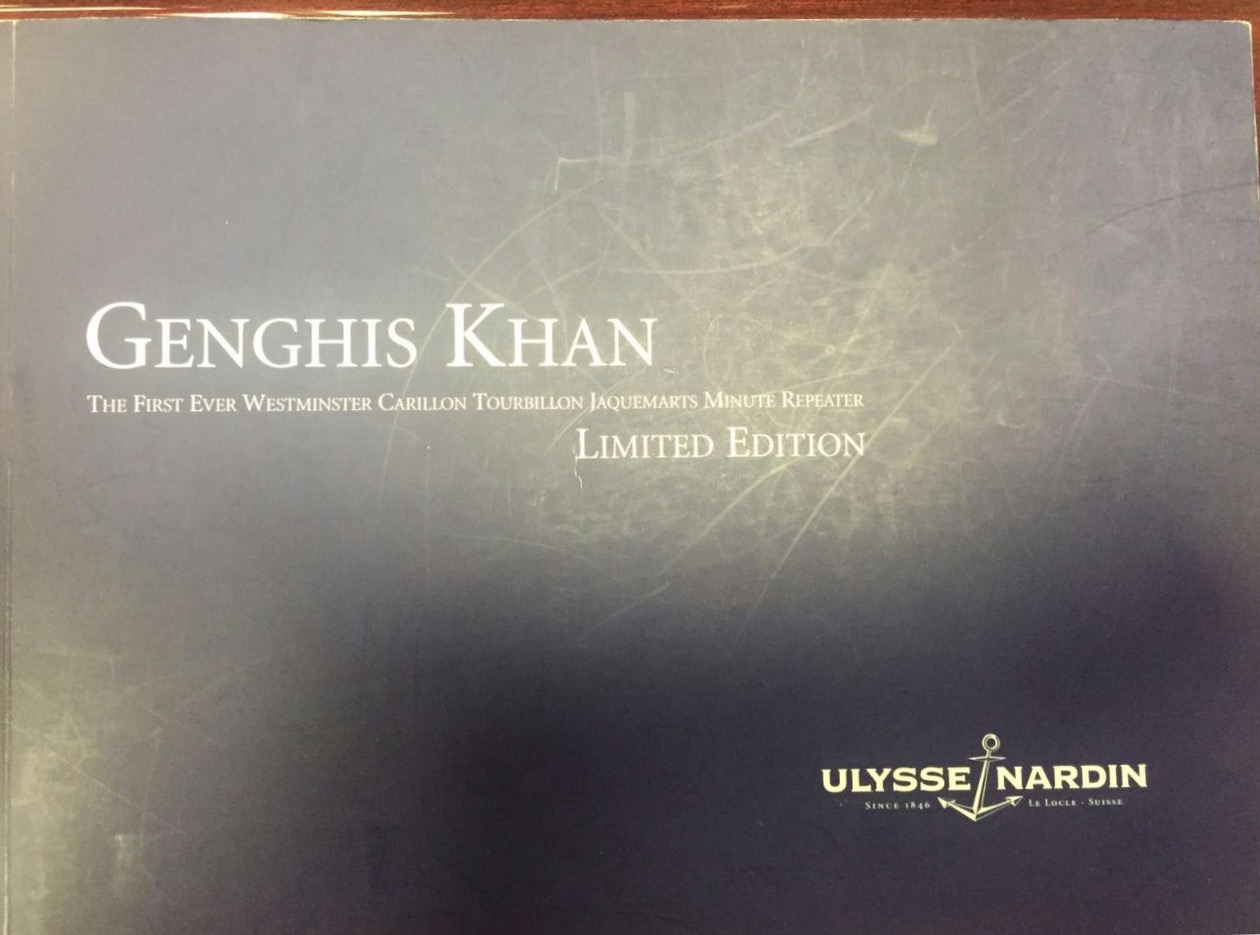 Genghis Khan
The First Ever Westminster Carillon Tourbillon Jaquemarts Minute Repeater
Limited Edition
ULYSSE NARDIN
Since 1846 Le Locle - Suisse